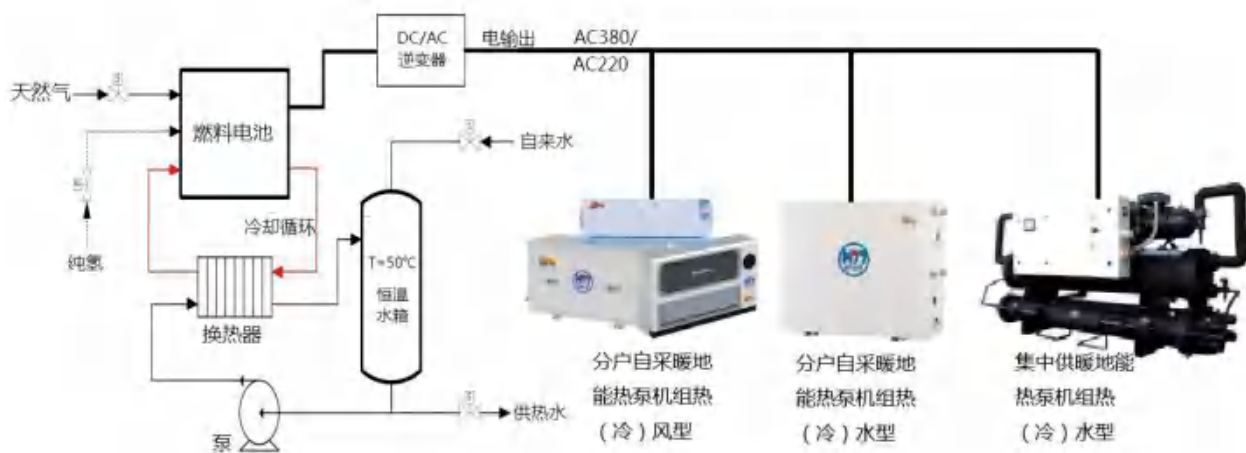 DC/AC
逆变器
电输出
AC380/
AC220
天然气
燃料电池
自来水
冷却循环
纯氢
T=50℃
恒温
水箱
换热器
供热水
泵
分户自采暖地
能热泵机组热
（冷）风型
分户自采暖地
能热泵机组热
（冷）水型
集中供暖地能
热泵机组热
（冷）水型